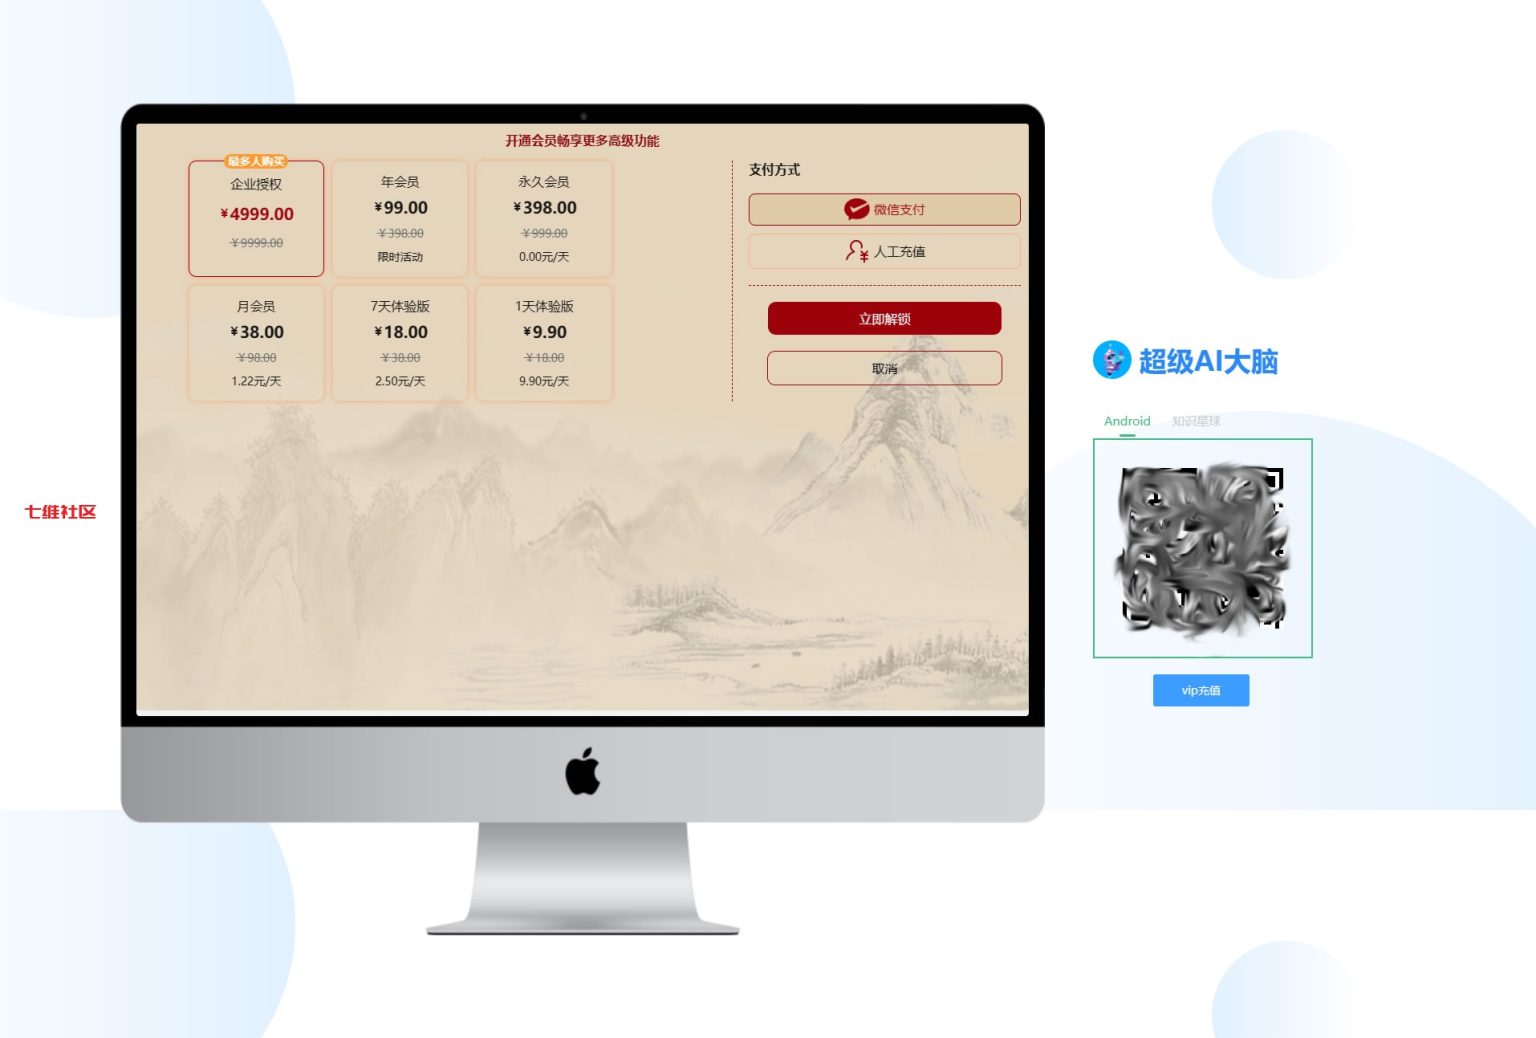 开通会员畅享更多高级功能
最多人购买
企业授权
¥4999.00
¥9999.00
年会员
¥99.00
¥398.00
限时活动
永久会员
¥398.00
¥999.00
0.00元/天
月会员
¥38.00
¥98.00
1.22元/天
7天体验版
¥18.00
¥38.00
2.50元/天
1天体验版
¥9.90
¥18.00
9.90元/天
支付方式
微信支付
人工充值
立即解锁
取消
七维社区
超级AI大脑
Android 知识星球
vip充值